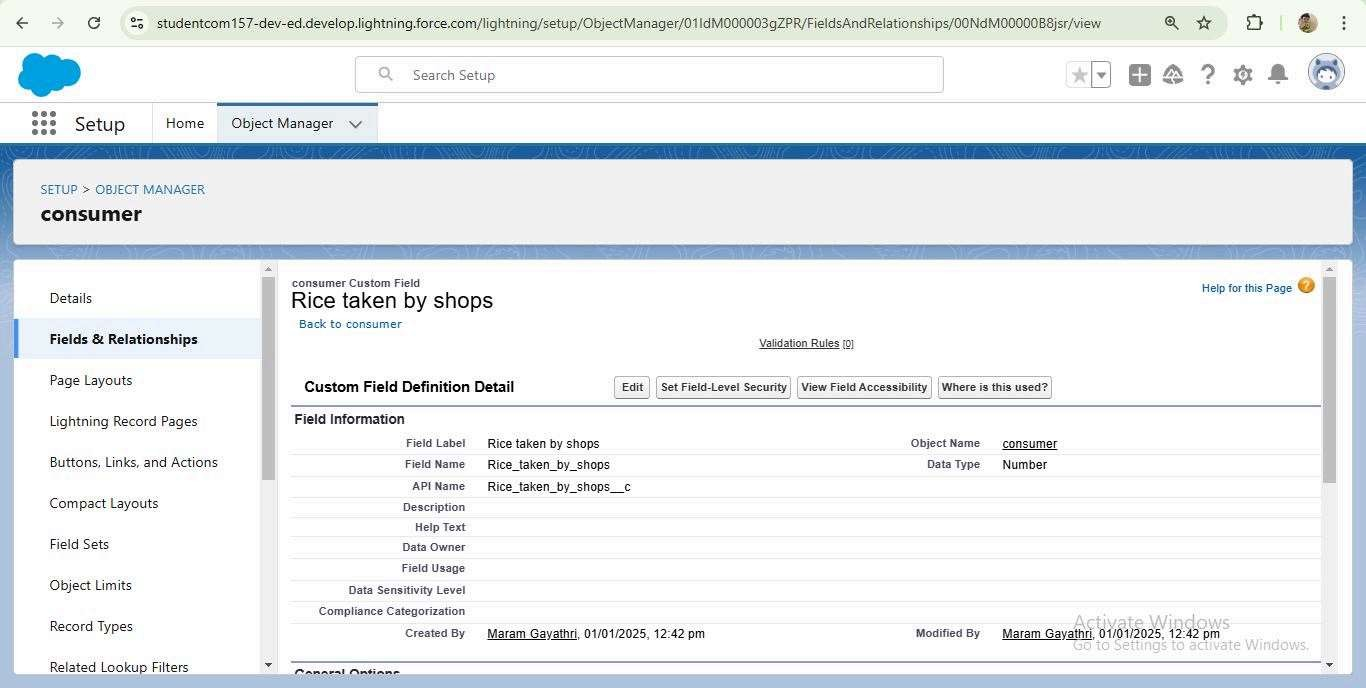 studentcom157-dev-ed.develop.lightning.force.com/lightning/setup/ObjectManager/01IdM000003gZPR/FieldsAndRelationships/00NdM00000B8jsr/view
Search Setup
Setup Home Object Manager
SETUP > OBJECT MANAGER
consumer
Details
Fields & Relationships
Page Layouts
Lightning Record Pages
Buttons, Links, and Actions
Compact Layouts
Field Sets
Object Limits
Record Types
Related Lookup Filters
consumer Custom Field
Rice taken by shops
Help for this Page ?
Back to consumer
Validation Rules [0]
Custom Field Definition Detail Edit Set Field-Level Security View Field Accessibility Where is this used?
Field Information
Field Label Rice taken by shops Object Name consumer
Field Name Rice_taken_by_shops Data Type Number
API Name Rice_taken_by_shops__c
Description
Help Text
Data Owner
Field Usage
Data Sensitivity Level
Compliance Categorization
Created By Maram Gayathri, 01/01/2025, 12:42 pm Modified By Maram Gayathri, 01/01/2025, 12:42 pm
General Options
Activate Windows
Go to Settings to activate Windows.